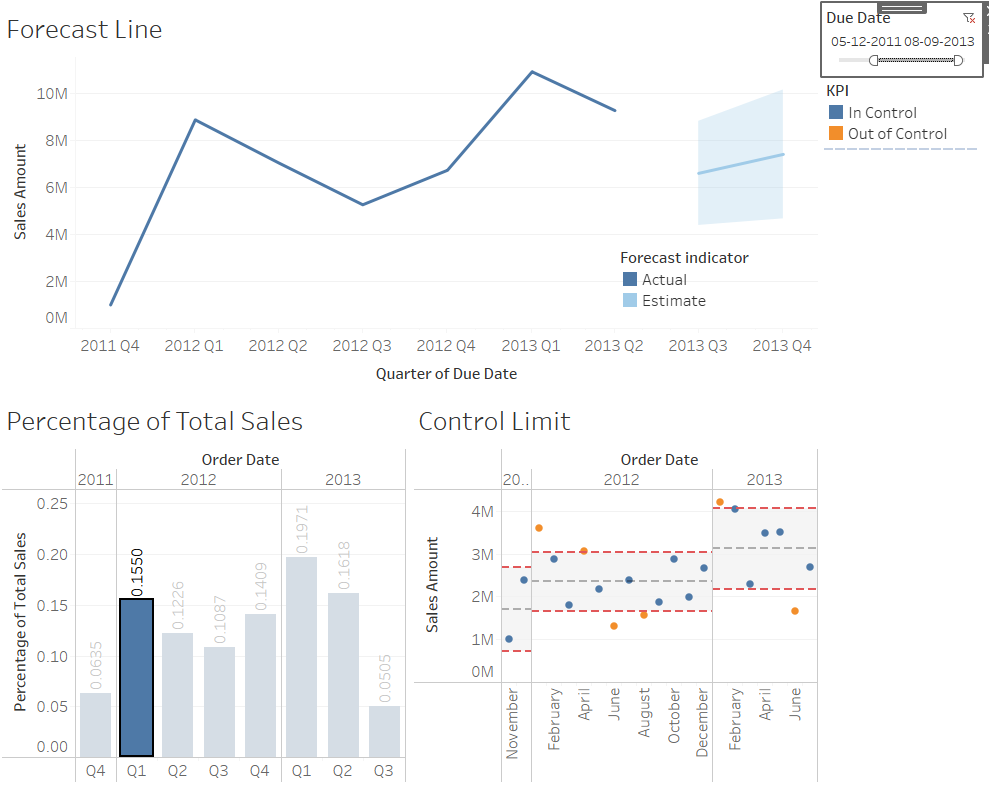 Forecast Line
Due Date
05-12-2011 08-09-2013
KPI
In Control
Out of Control
Sales Amount
10M
8M
6M
4M
2M
0M
Forecast indicator
Actual
Estimate
2011 Q4 2012 Q1 2012 Q2 2012 Q3 2012 Q4 2013 Q1 2013 Q2 2013 Q3 2013 Q4
Quarter of Due Date
Percentage of Total Sales
Order Date
2011 2012 2013
Percentage of Total Sales
0.25
0.20
0.15
0.10
0.05
0.00
0.0635 0.1550 0.1226 0.1087 0.1409 0.1971 0.1618 0.0505
Q4 Q1 Q2 Q3 Q4 Q1 Q2 Q3
Control Limit
Order Date
20.. 2012 2013
Sales Amount
4M
3M
2M
1M
0M
November February April June August October December February April June